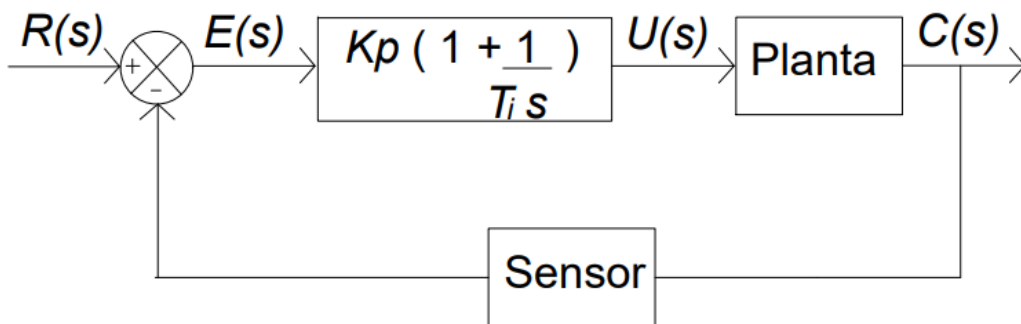 R(s) E(s) Kp ( 1 + 1 ) U(s) Planta C(s)
Ti s
+
-
Sensor